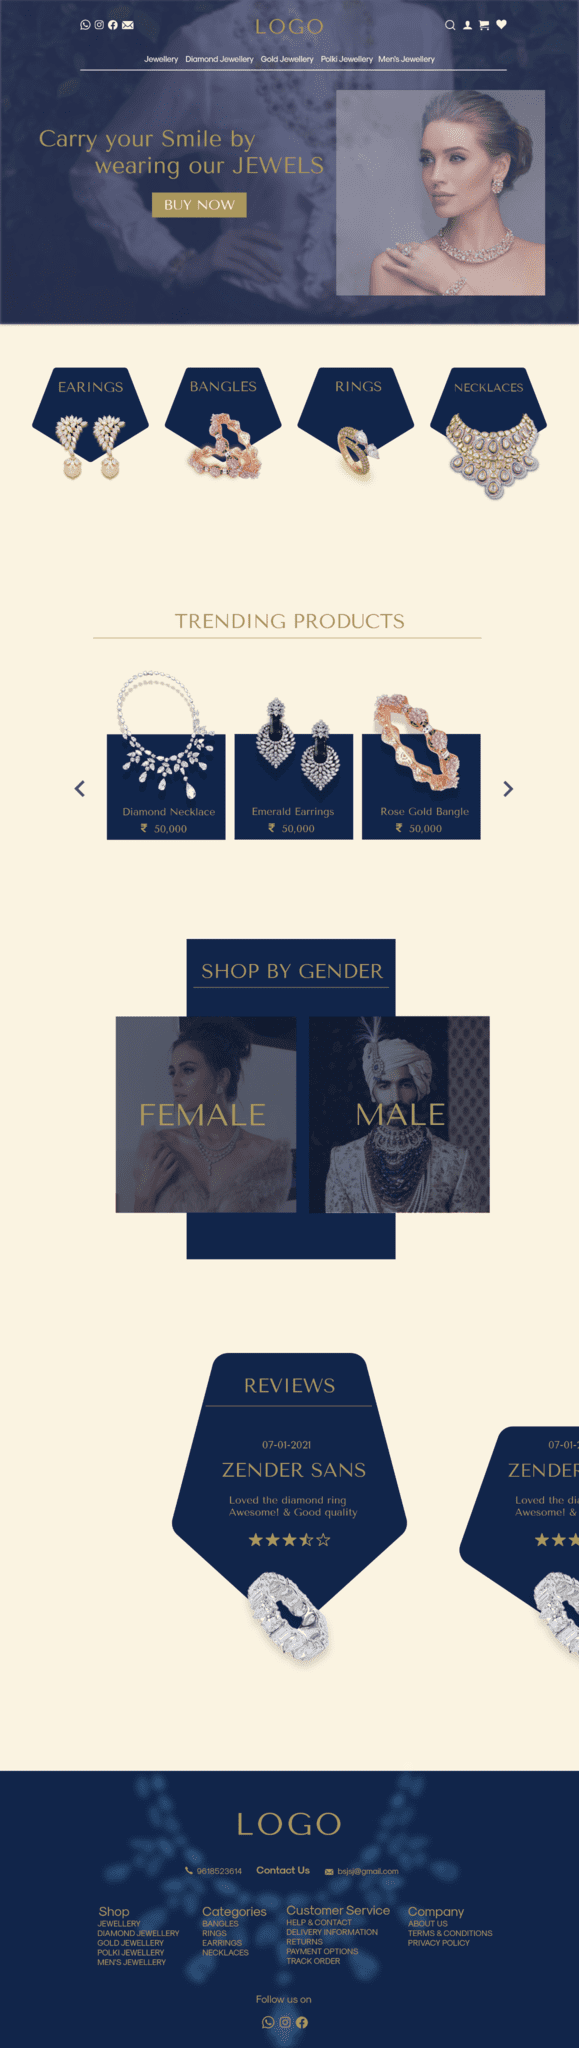 LOGO
Jewellery Diamond Jewellery Gold Jewellery Polki Jewellery Men's Jewellery
Carry your Smile by
wearing our JEWELS
BUY NOW
EARINGS
BANGLES
RINGS
NECKLACES
TRENDING PRODUCTS
Diamond Necklace
₹ 50,000
Emerald Earrings
₹ 50,000
Rose Gold Bangle
₹ 50,000
SHOP BY GENDER
FEMALE
MALE
REVIEWS
07-01-2021
ZENDER SANS
Loved the diamond ring
Awesome! & Good quality
07-01-2
ZENDER
Loved the di
Awesome! &
LOGO
9618523614 Contact Us bsjsj@gmail.com
Shop
JEWELLERY
DIAMOND JEWELLERY
GOLD JEWELLERY
POLKI JEWELLERY
MEN'S JEWELLERY
Categories
BANGLES
RINGS
EARRINGS
NECKLACES
Customer Service
HELP & CONTACT
DELIVERY INFORMATION
RETURNS
PAYMENT OPTIONS
TRACK ORDER
Company
ABOUT US
TERMS & CONDITIONS
PRIVACY POLICY
Follow us on